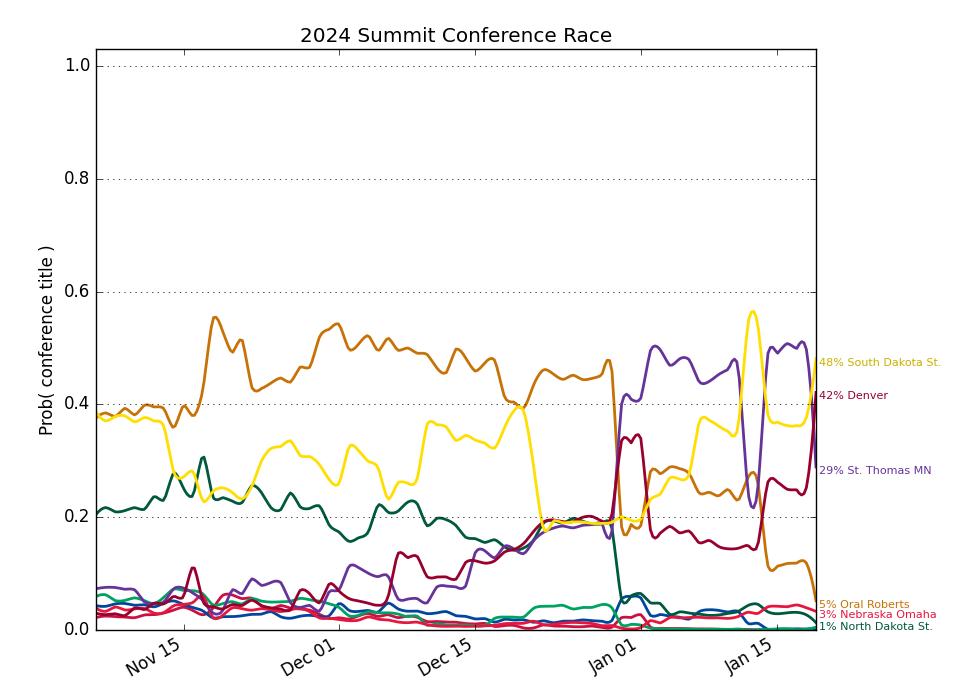 2024 Summit Conference Race
Prob( conference title )
1.0
0.8
0.6
0.4
0.2
0.0
Nov 15
Dec 01
Dec 15
Jan 01
Jan 15
48% South Dakota St.
42% Denver
29% St. Thomas MN
5% Oral Roberts
3% Nebraska Omaha
1% North Dakota St.